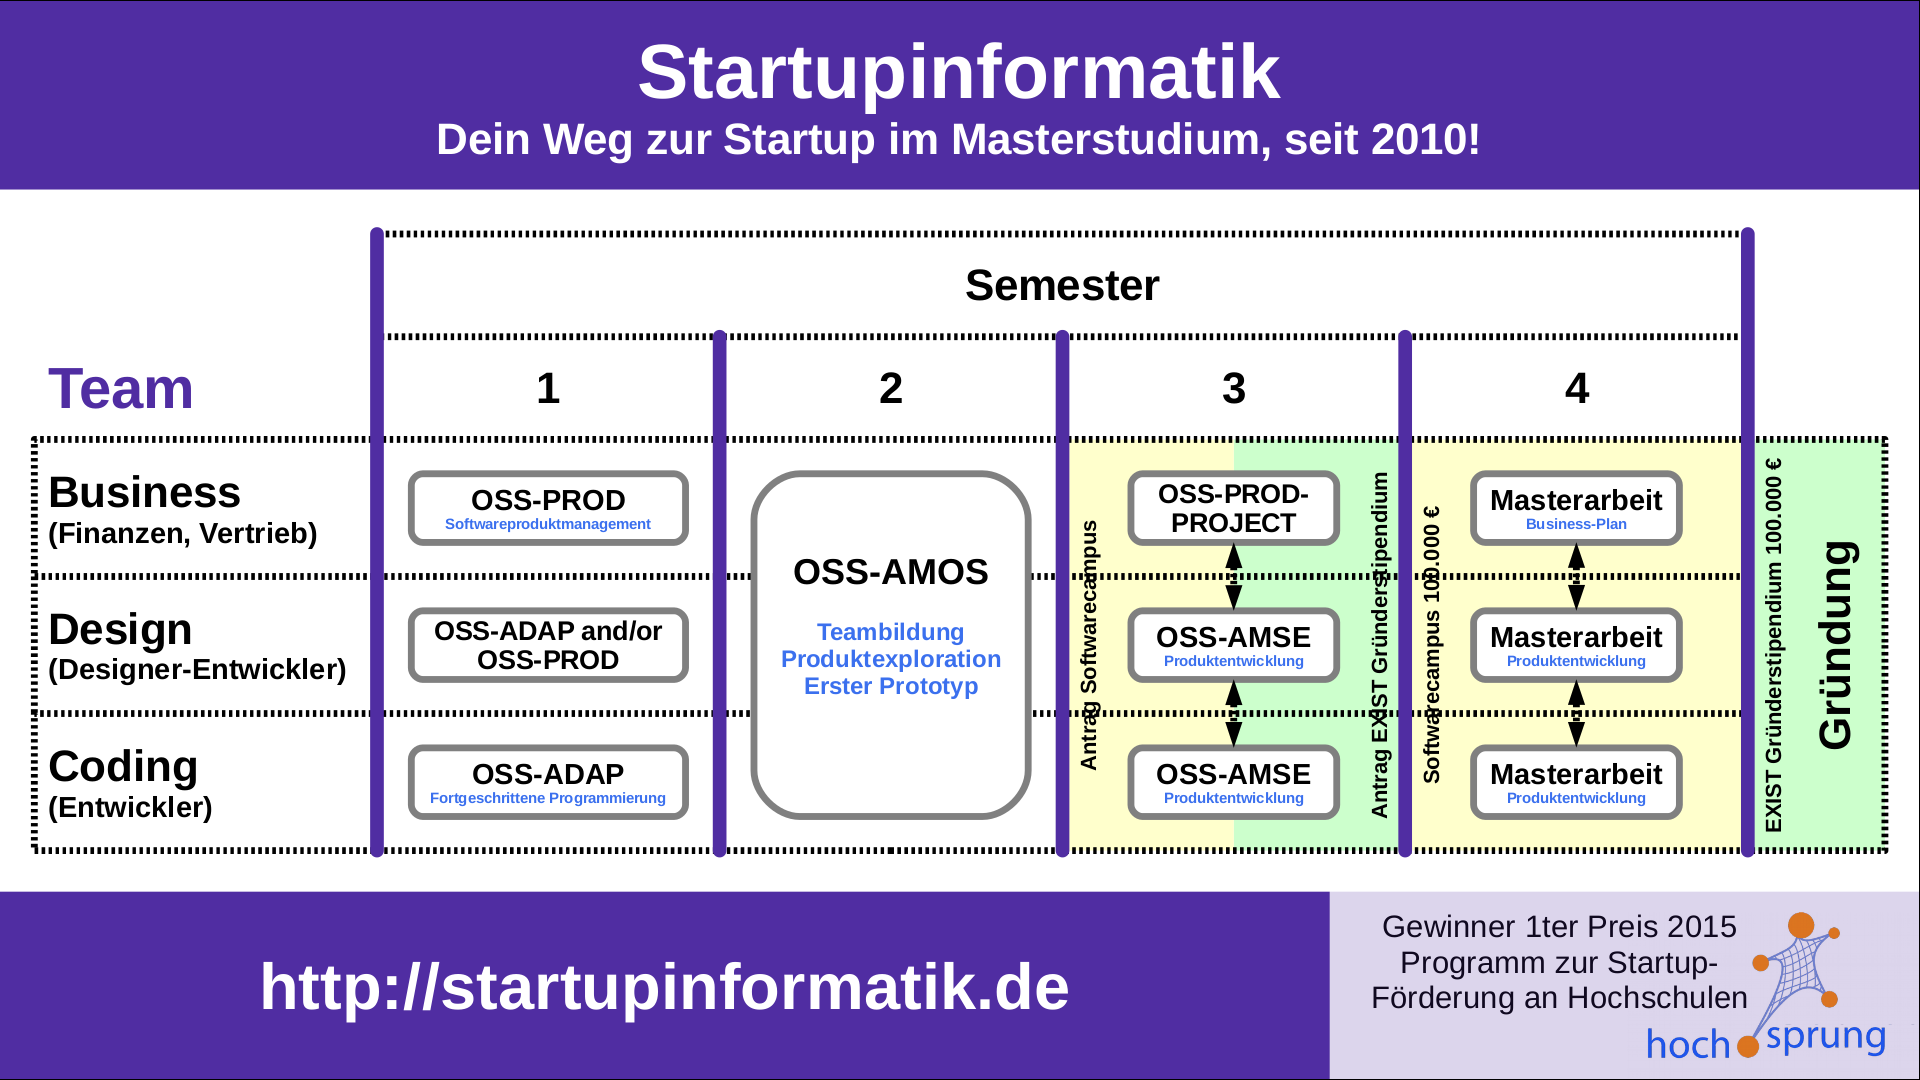 Startupinformatik
Dein Weg zur Startup im Masterstudium, seit 2010!
Semester
Team
1
2
3
4
Business
(Finanzen, Vertrieb)
OSS-PROD
Softwareproduktmanagement
Design
(Designer-Entwickler)
OSS-ADAP and/or
OSS-PROD
Coding
(Entwickler)
OSS-ADAP
Fortgeschrittene Programmierung
OSS-AMOS
Teambildung
Produktexploration
Erster Prototyp
Antrag Softwarecampus
OSS-PROD-
PROJECT
OSS-AMSE
Produktentwicklung
OSS-AMSE
Produktentwicklung
Antrag EXIST Gründerstipendium
Softwarecampus 100.000 €
Masterarbeit
Business-Plan
Masterarbeit
Produktentwicklung
Masterarbeit
Produktentwicklung
EXIST Gründerstipendium 100.000 €
Gründung
http://startupinformatik.de
Gewinner 1ter Preis 2015
Programm zur Startup-
Förderung an Hochschulen
hoch sprung